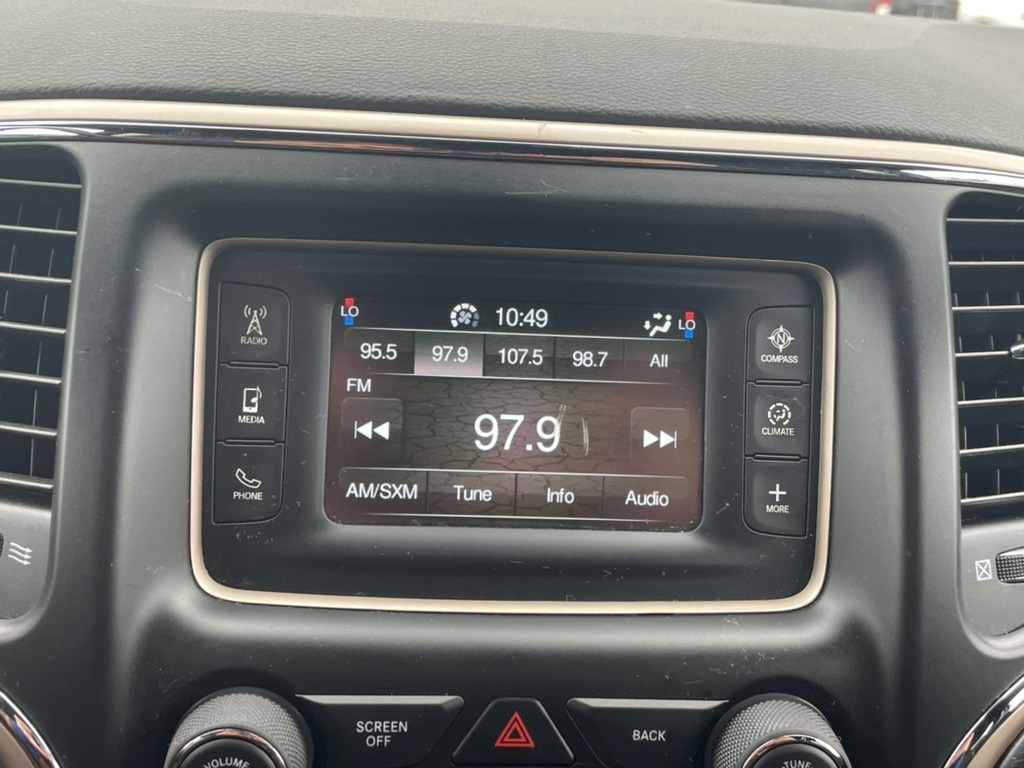 LO 10:49 LO
95.5 97.9 107.5 98.7 All
FM
97.9
AM/SXM Tune Info Audio
RADIO
MEDIA
PHONE
N
COMPASS
CLIMATE
MORE
SCREEN
OFF
BACK
VOLUME
TUNE